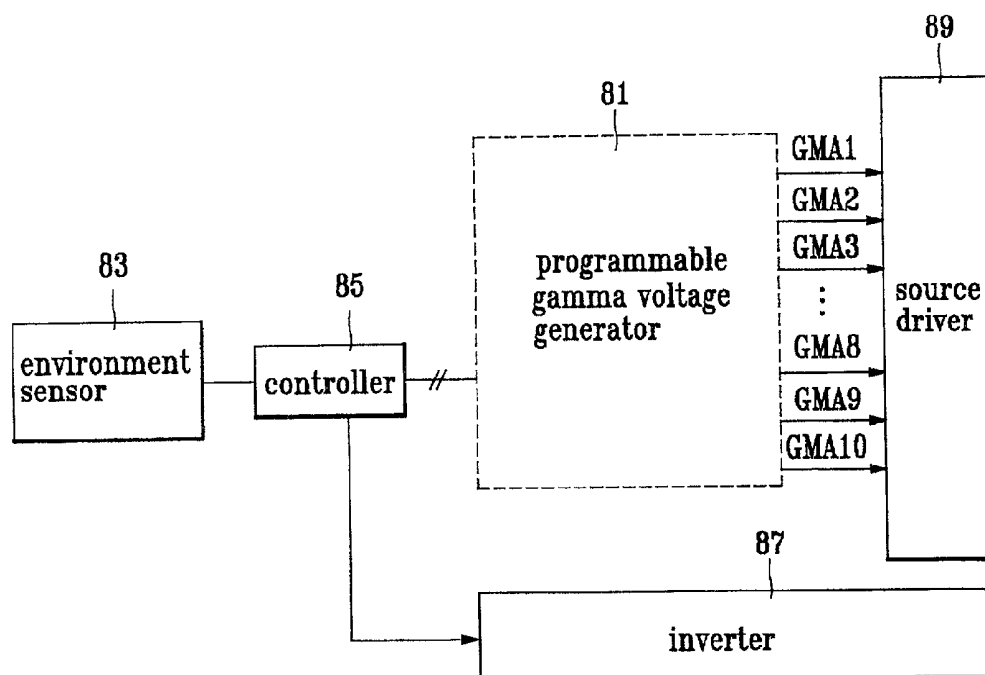 89
81
GMA1
GMA2
GMA3
programmable
gamma voltage
generator
⋮
source
driver
83
85
environment
sensor
controller
GMA8
GMA9
GMA10
87
inverter